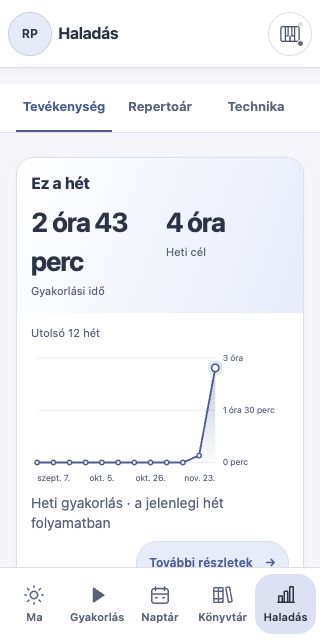 RP Haladás
Tevékenység Repertoár Technika
Ez a hét
2 óra 43 perc
Gyakorlási idő
4 óra
Heti cél
Utolsó 12 hét
3 óra
1 óra 30 perc
0 perc
szept. 7. okt. 5. okt. 26. nov. 23.
Heti gyakorlás · a jelenlegi hét
folyamatban
További részletek
Ma Gyakorlás Naptár Könyvtár Haladás